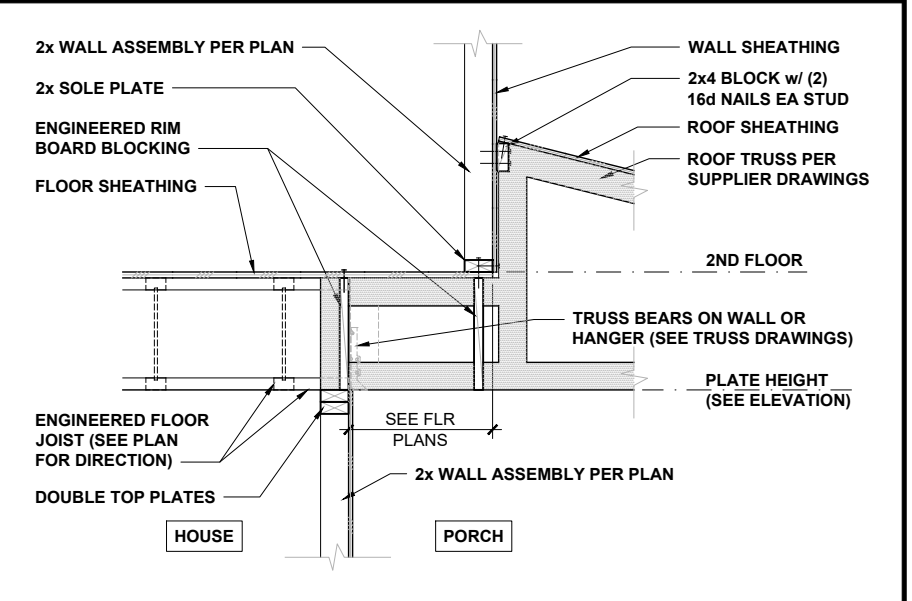 2x WALL ASSEMBLY PER PLAN
2x SOLE PLATE
ENGINEERED RIM
BOARD BLOCKING
FLOOR SHEATHING
WALL SHEATHING
2x4 BLOCK w/ (2)
16d NAILS EA STUD
ROOF SHEATHING
ROOF TRUSS PER
SUPPLIER DRAWINGS
2ND FLOOR
TRUSS BEARS ON WALL OR
HANGER (SEE TRUSS DRAWINGS)
PLATE HEIGHT
(SEE ELEVATION)
ENGINEERED FLOOR
JOIST (SEE PLAN
FOR DIRECTION)
DOUBLE TOP PLATES
SEE FLR
PLANS
2x WALL ASSEMBLY PER PLAN
HOUSE
PORCH